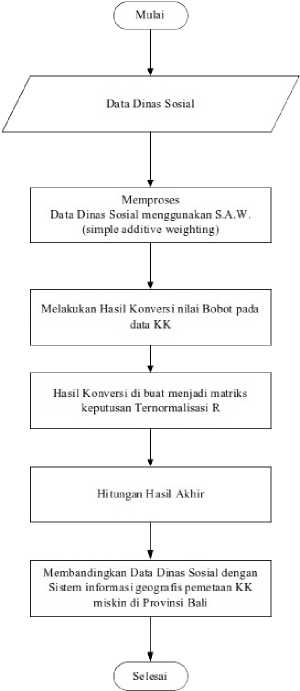 Mulai
Data Dinas Sosial
Memproses
Data Dinas Sosial menggunakan S.A.W.
(simple additive weighting)
Melakukan Hasil Konversi nilai Bobot pada
data KK
Hasil Konversi di buat menjadi matriks
keputusan Ternormalisasi R
Hitungan Hasil Akhir
Membandingkan Data Dinas Sosial dengan
Sistem informasi geografis pemetaan KK
miskin di Provinsi Bali
Selesai